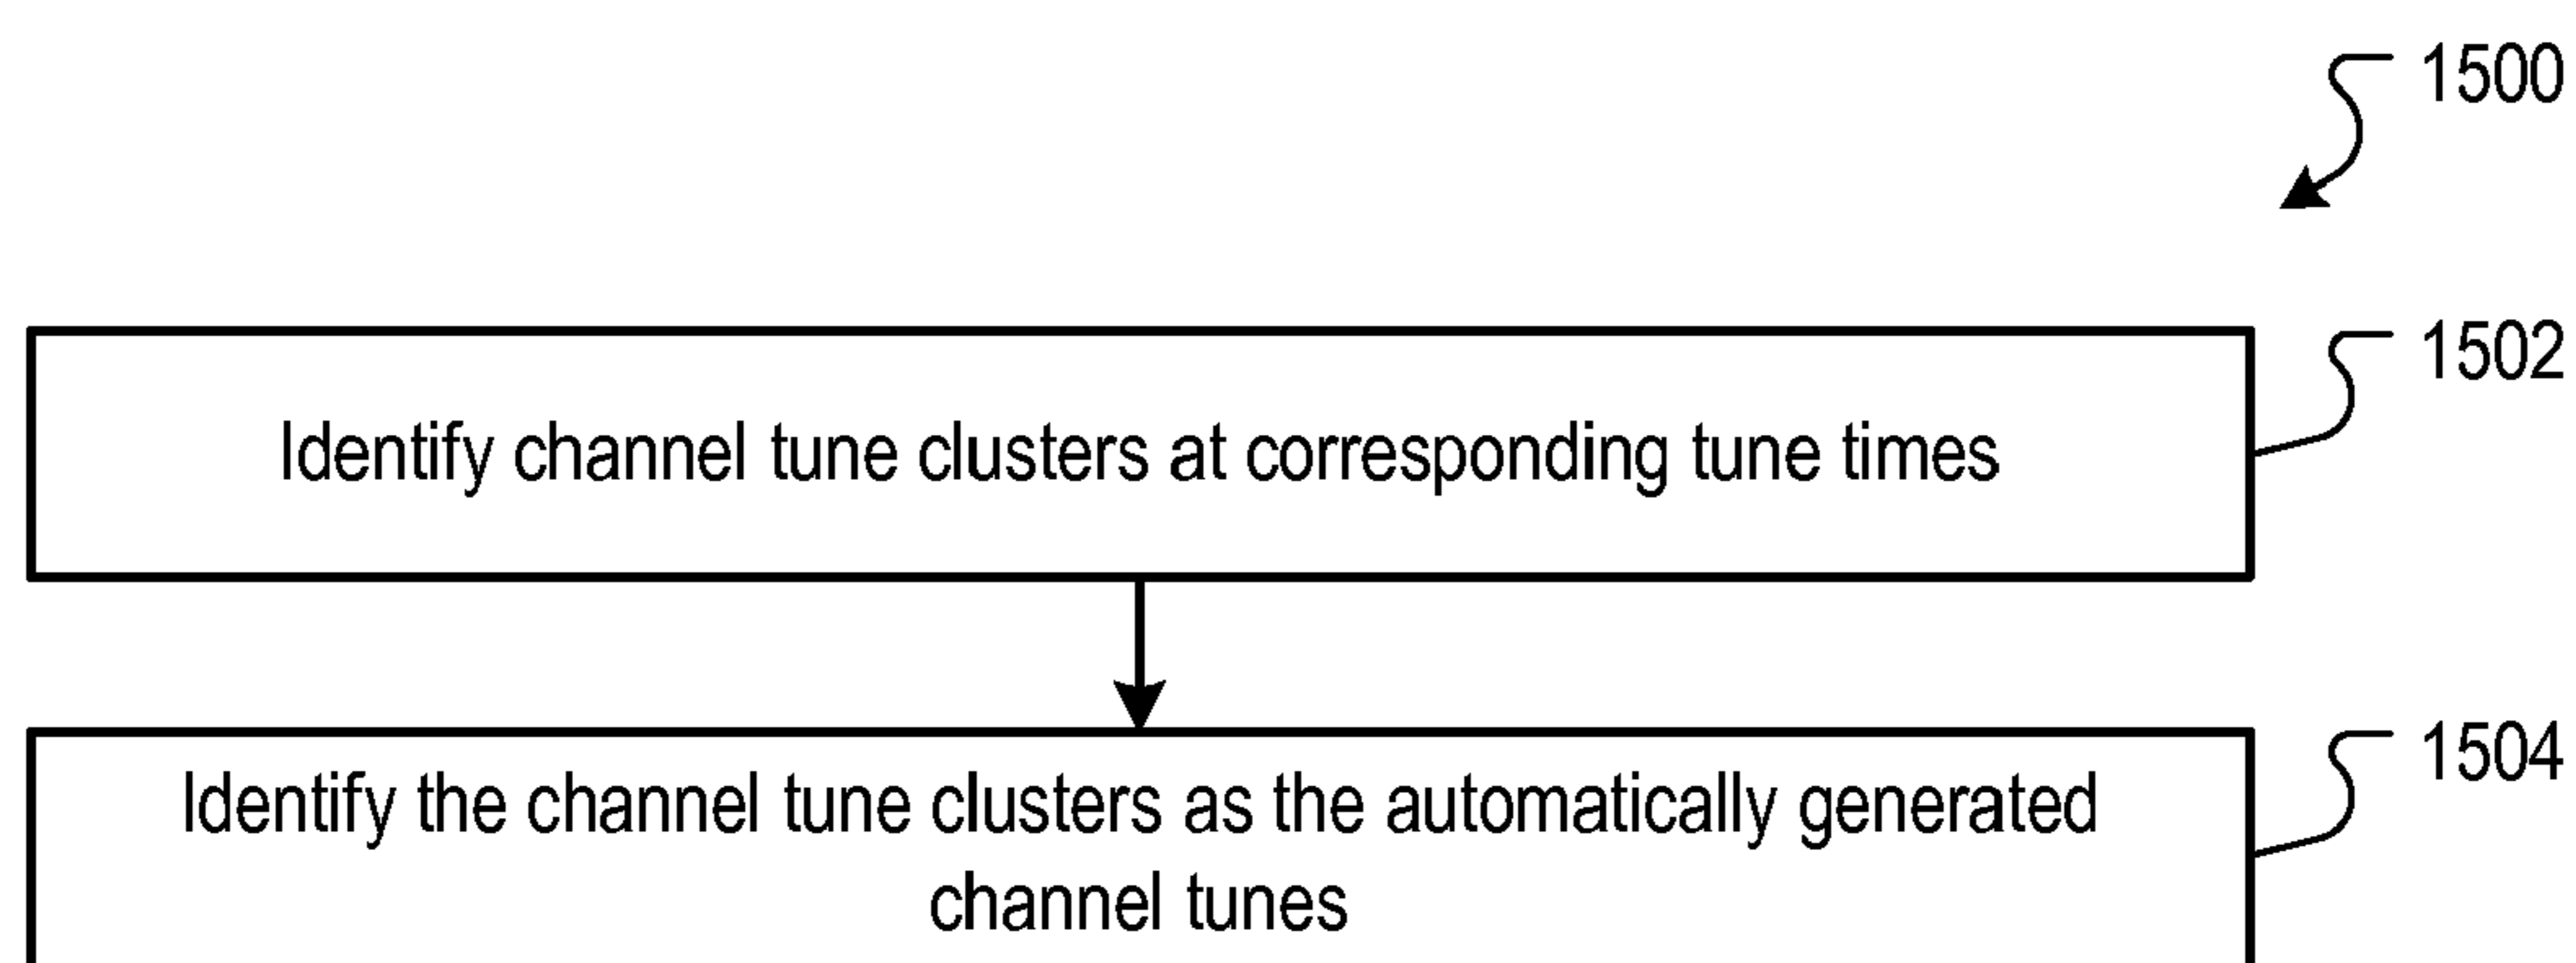 1500
1502
Identify channel tune clusters at corresponding tune times
1504
Identify the channel tune clusters as the automatically generated
channel tunes